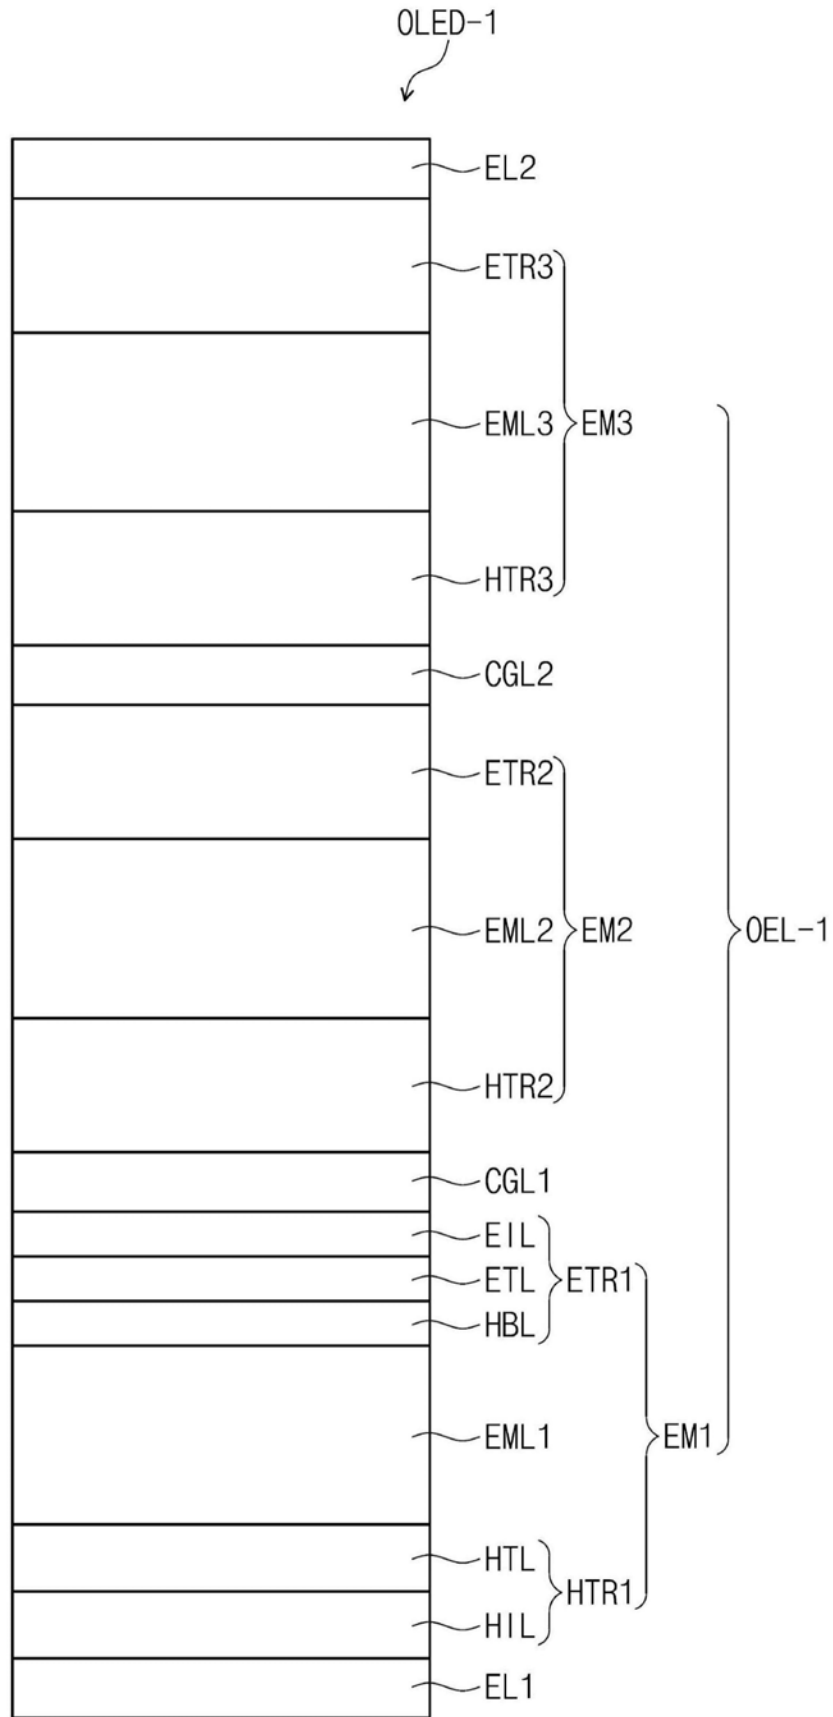 OLED-1
EL2
ETR3
EML3 EM3
HTR3
CGL2
ETR2
EML2 EM2 OEL-1
HTR2
CGL1
EIL
ETL ETR1
HBL
EML1 EM1
HTL
HTR1
HIL
EL1